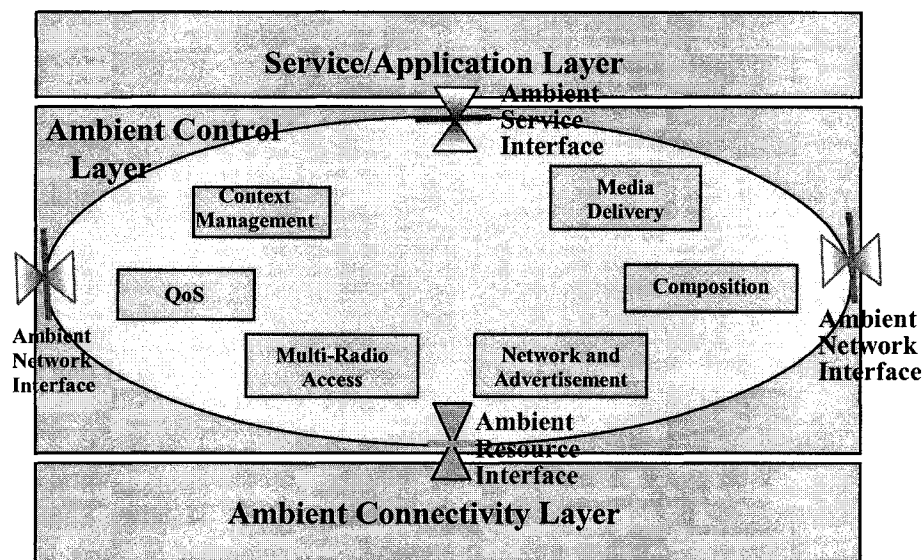 Service/Application Layer
Ambient
Service
Interface
Ambient Control
Layer
Context
Management
Media
Delivery
QoS
Composition
Ambient
Network
Interface
Ambient
Network
Interface
Multi-Radio
Access
Network and
Advertisement
Ambient
Resource
Interface
Ambient Connectivity Layer